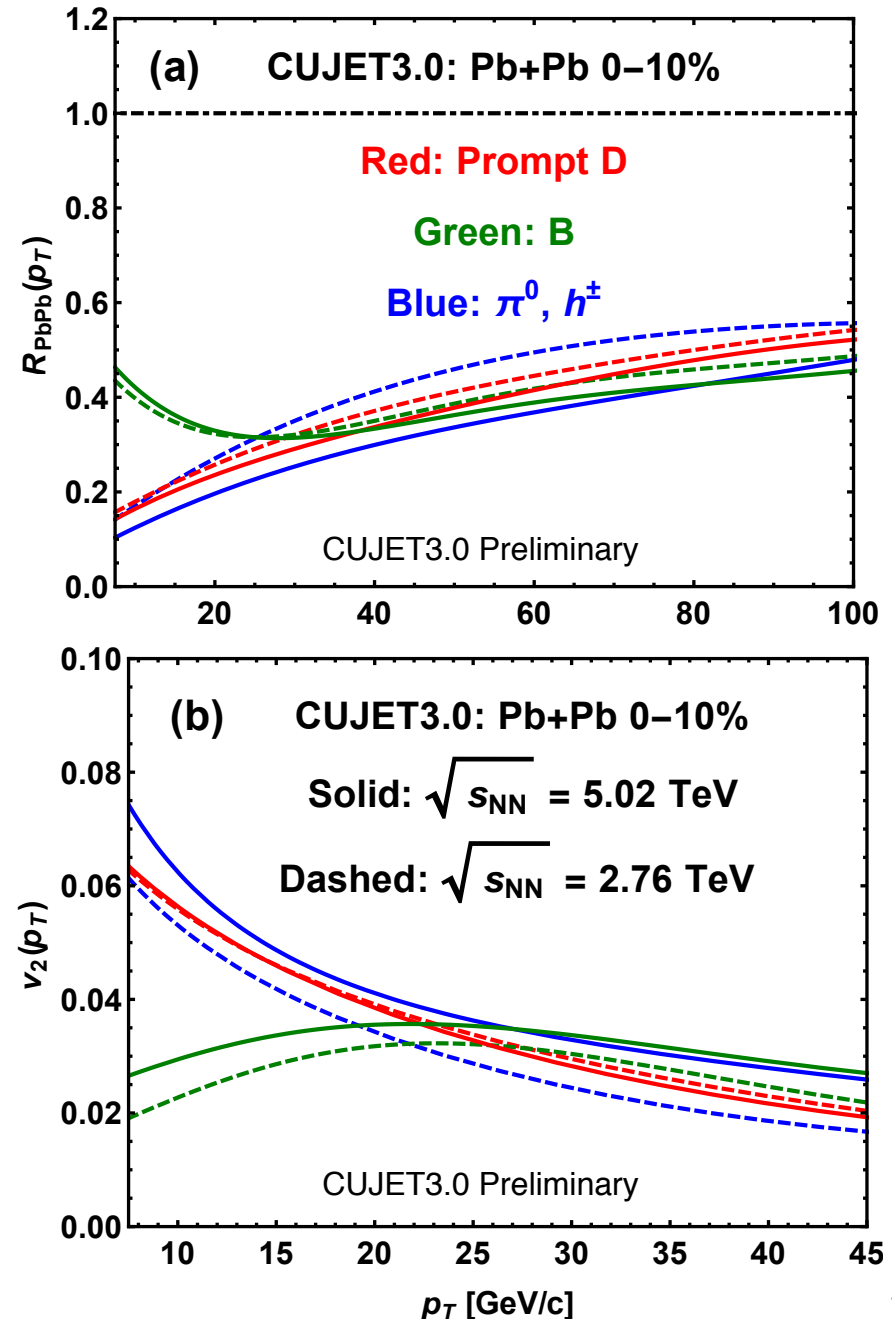 1.2
(a) CUJET3.0: Pb+Pb 0–10%
1.0
Red: Prompt D
0.8
Green: B
0.6
Blue: π⁰, h±
R_PbPb(p_T)
0.4
0.2
CUJET3.0 Preliminary
0.0
20 40 60 80 100
0.10
(b) CUJET3.0: Pb+Pb 0–10%
0.08
Solid: √s_NN = 5.02 TeV
Dashed: √s_NN = 2.76 TeV
0.06
v₂(p_T)
0.04
0.02
CUJET3.0 Preliminary
0.00
10 15 20 25 30 35 40 45
p_T [GeV/c]